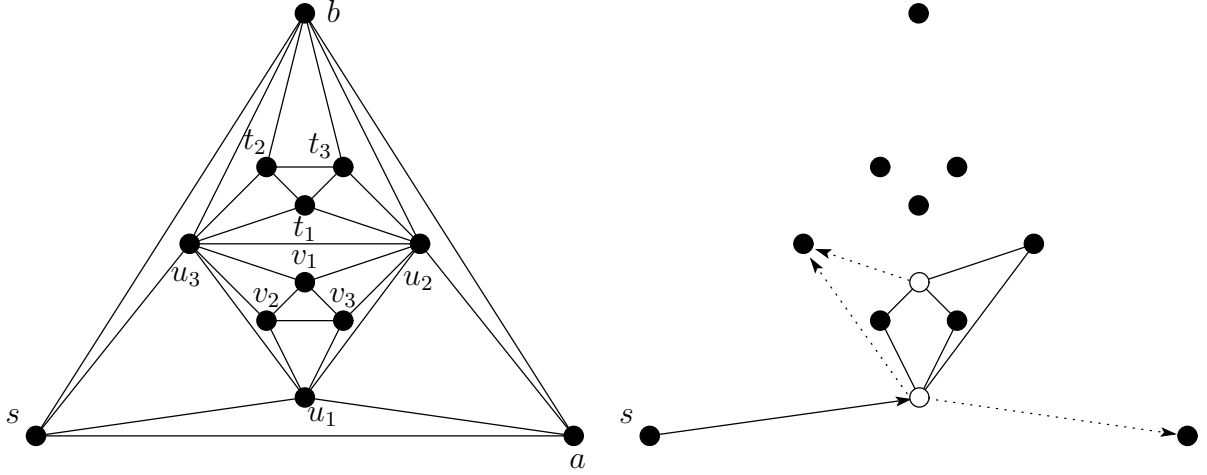 b
t₂ t₃
t₁
v₁
u₃ u₂
v₂ v₃
s u₁ s
a